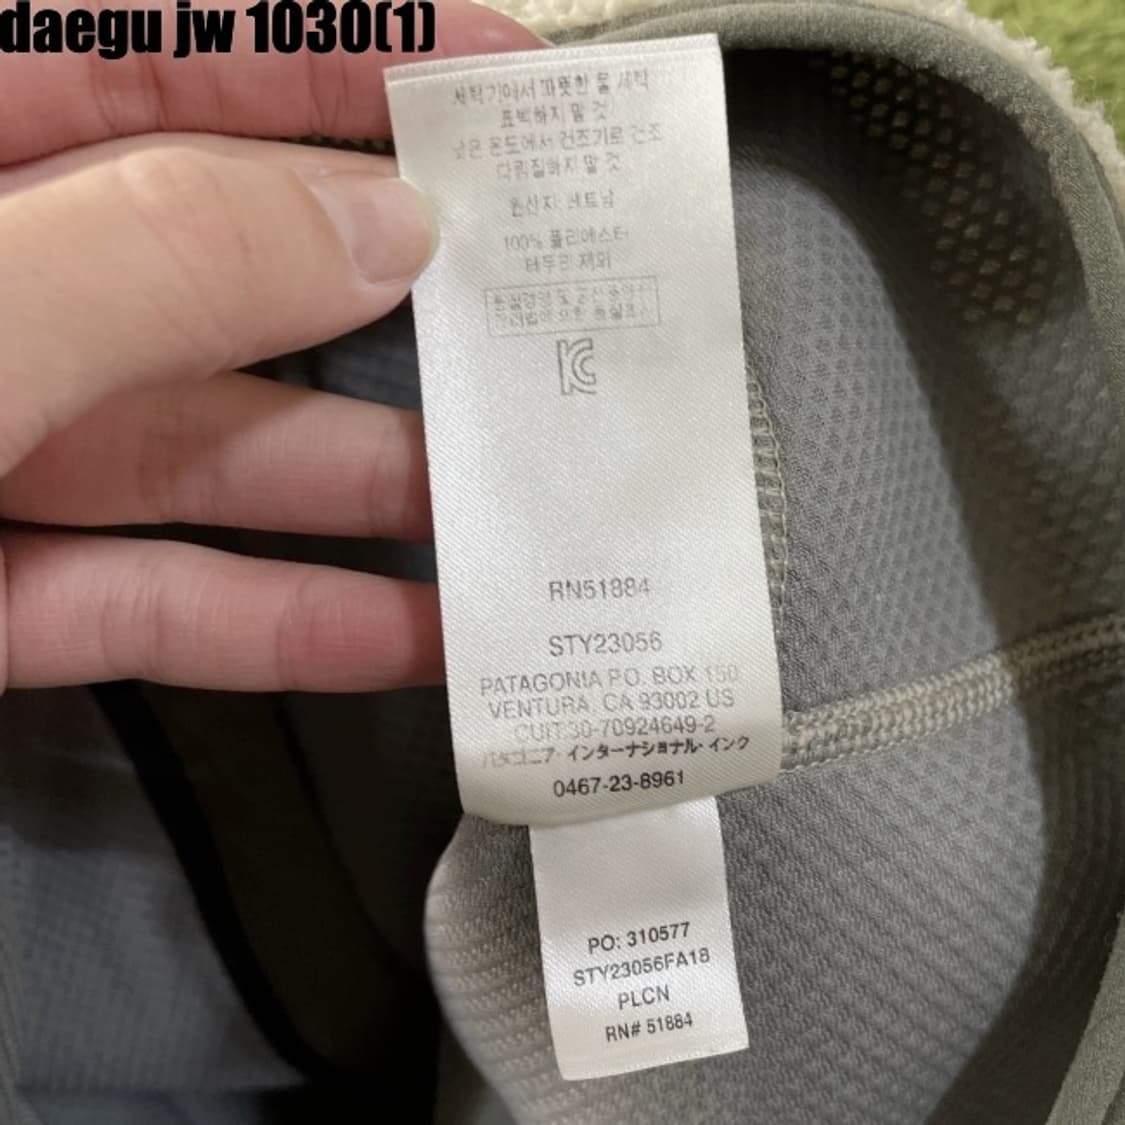 daegu jw 1030(1)
세탁기에서 따뜻한 물 세탁
표백하지 말 것
낮은 온도에서 건조기로 건조
다림질하지 말 것
원산지: 베트남
100% 폴리에스터
테두리 제외
RN51884
STY23056
PATAGONIA P.O. BOX 150
VENTURA, CA 93002 US
CUIT:30-70924649-2
パタゴニア・インターナショナル・インク
0467-23-8961
PO: 310577
STY23056FA18
PLCN
RN# 51884